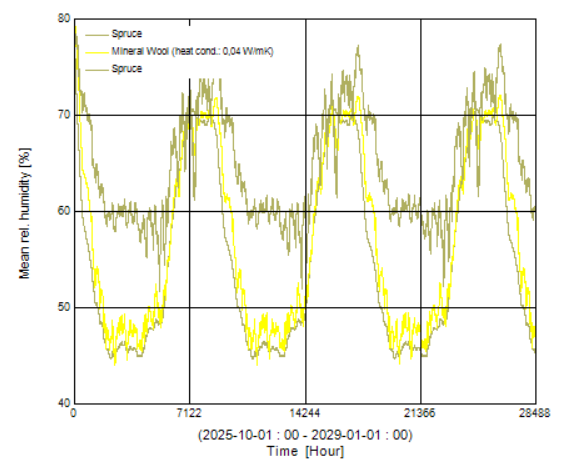 80
Spruce
Mineral Wool (heat cond.: 0,04 W/mK)
Spruce
70
60
50
40
Mean rel. humidity [%]
0 7122 14244 21366 28488
(2025-10-01 : 00 - 2029-01-01 : 00)
Time [Hour]